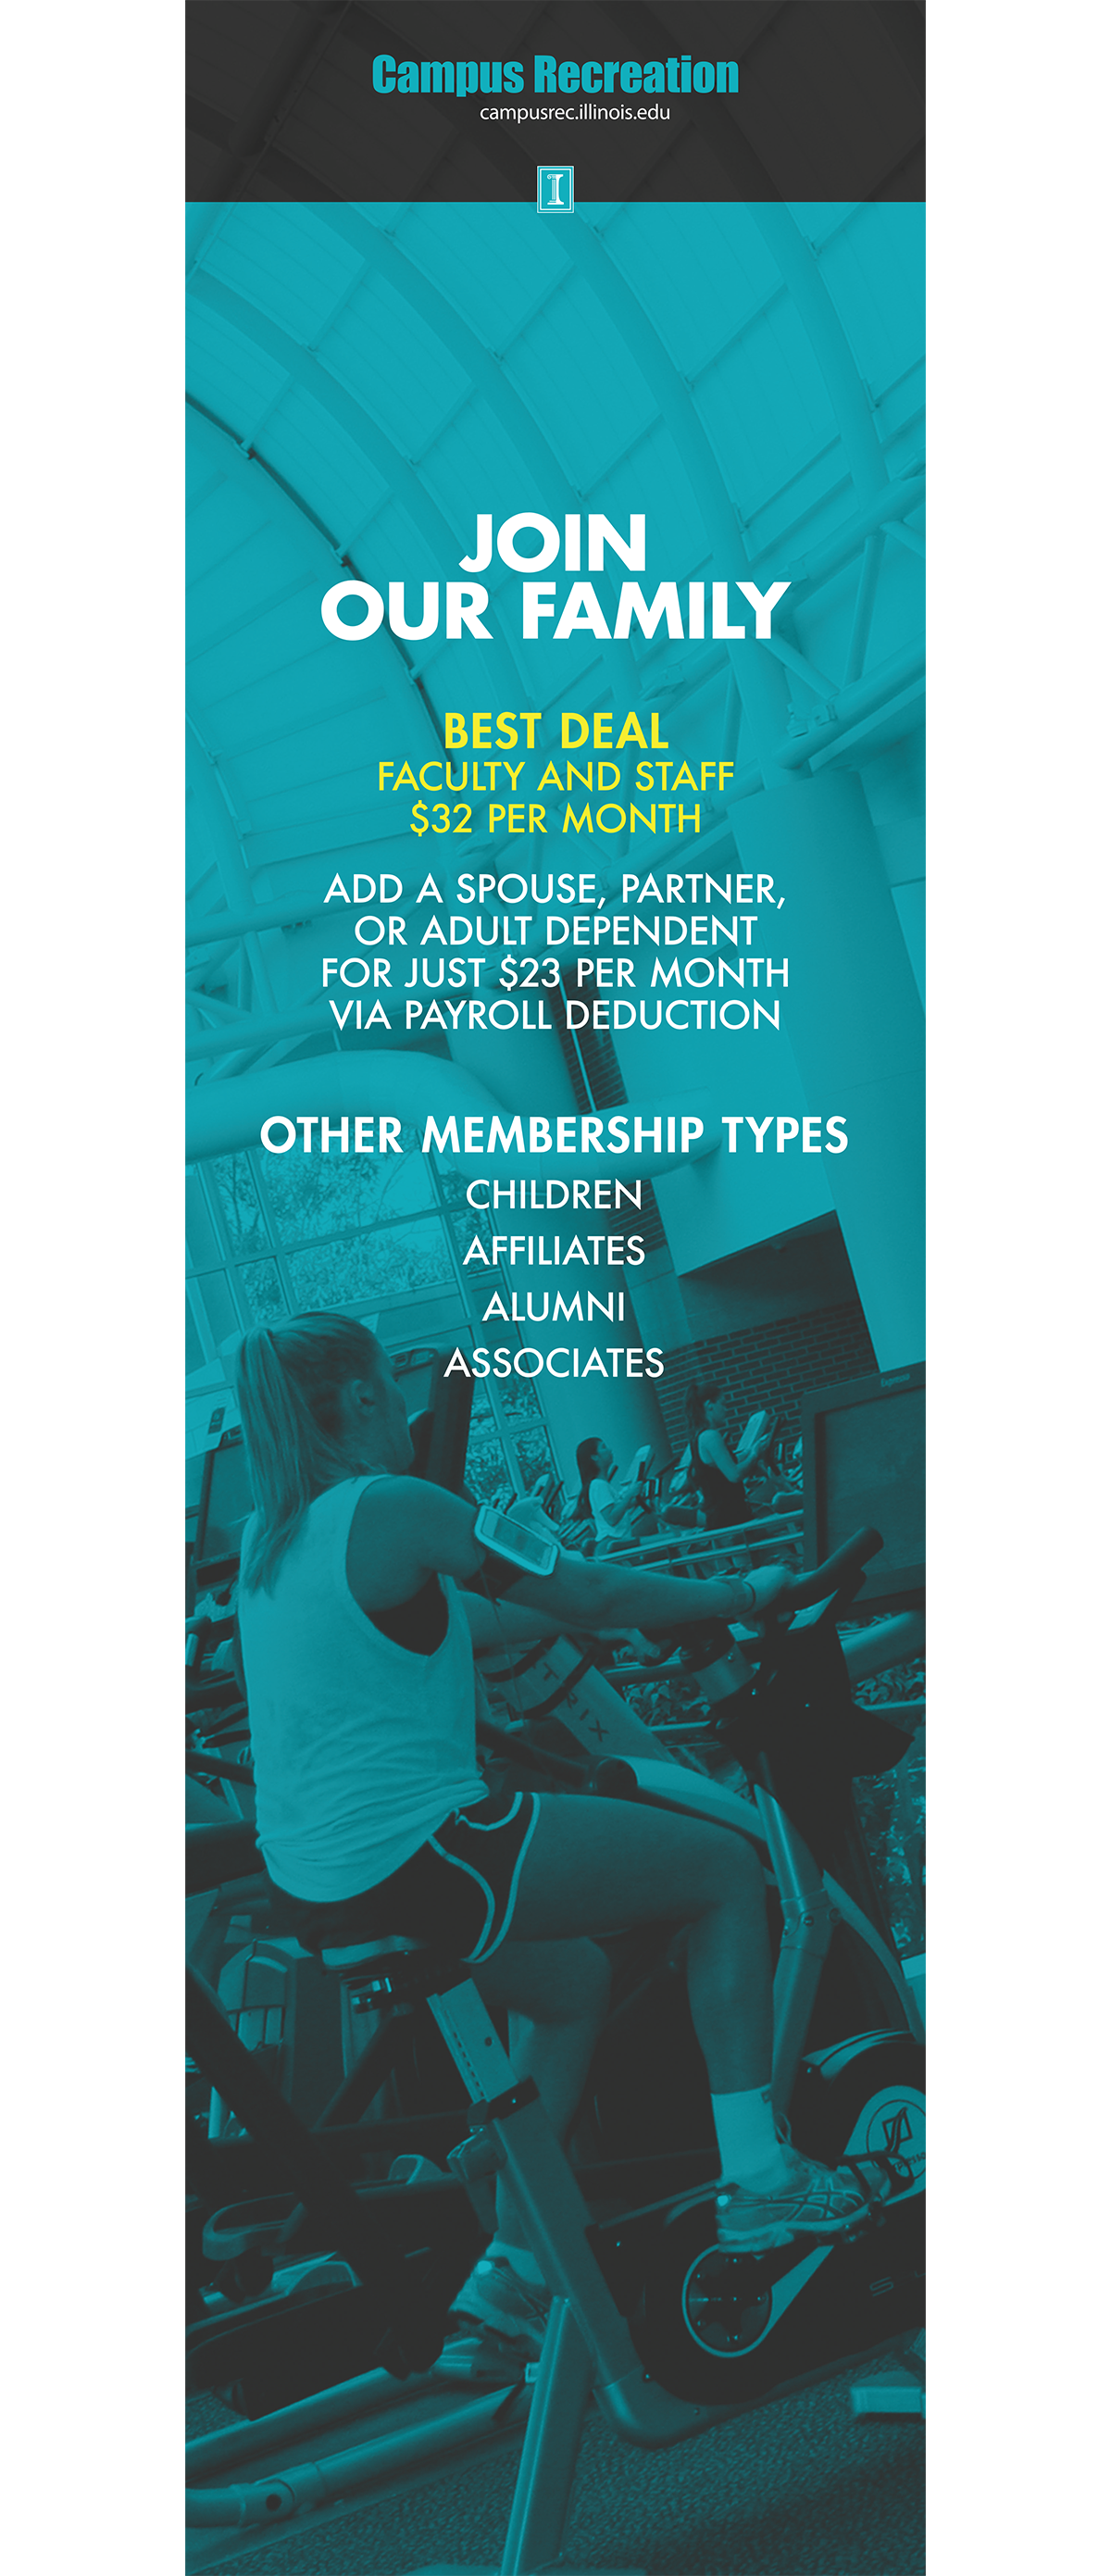 Campus Recreation
campusrec.illinois.edu
I
JOIN
OUR FAMILY
BEST DEAL
FACULTY AND STAFF
$32 PER MONTH
ADD A SPOUSE, PARTNER,
OR ADULT DEPENDENT
FOR JUST $23 PER MONTH
VIA PAYROLL DEDUCTION
OTHER MEMBERSHIP TYPES
CHILDREN
AFFILIATES
ALUMNI
ASSOCIATES